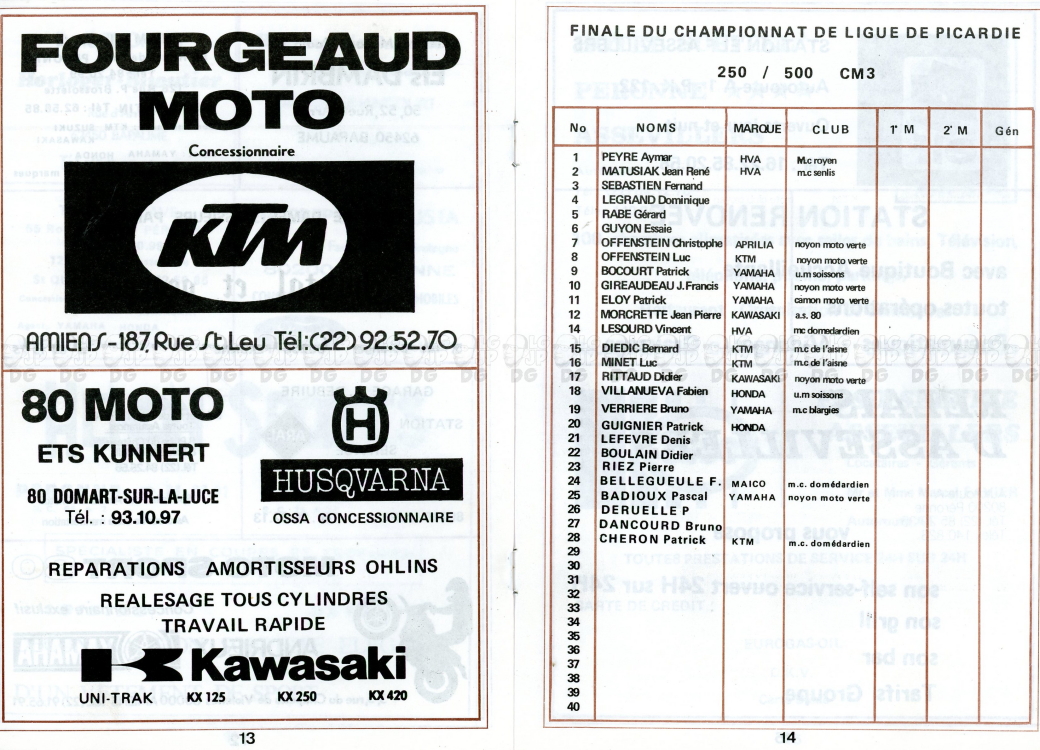 FOURGEAUD
MOTO
Concessionnaire
KTM
AMIENS-187, Rue St Leu Tél:(22) 92.52.70
80 MOTO
ETS KUNNERT
80 DOMART-SUR-LA-LUCE
Tél. : 93.10.97
HUSQVARNA
OSSA CONCESSIONNAIRE
REPARATIONS AMORTISSEURS OHLINS
REALESAGE TOUS CYLINDRES
TRAVAIL RAPIDE
Kawasaki
UNI-TRAK KX 125 KX 250 KX 420
13
FINALE DU CHAMPIONNAT DE LIGUE DE PICARDIE
250 / 500 CM3
No NOMS MARQUE CLUB 1° M 2° M Gén
1 PEYRE Aymar HVA M.c royen
2 MATUSIAK Jean René HVA m.c senlis
3 SEBASTIEN Fernand
4 LEGRAND Dominique
5 RABE Gérard
6 GUYON Essaie
7 OFFENSTEIN Christophe APRILIA noyon moto verte
8 OFFENSTEIN Luc KTM noyon moto verte
9 BOCOURT Patrick YAMAHA u.m soissons
10 GIREAUDEAU J.Francis YAMAHA noyon moto verte
11 ELOY Patrick YAMAHA camon moto verte
12 MORCRETTE Jean Pierre KAWASAKI a.s. 80
14 LESOURD Vincent HVA mc domedardien
15 DIEDIC Bernard KTM m.c de l'aisne
16 MINET Luc KTM m.c de l'aisne
17 RITTAUD Didier KAWASAKI noyon moto verte
18 VILLANUEVA Fabien HONDA u.m soissons
19 VERRIERE Bruno YAMAHA m.c blargies
20 GUIGNIER Patrick HONDA
21 LEFEVRE Denis
22 BOULAIN Didier
23 RIEZ Pierre
24 BELLEGUEULE F. MAICO m.c. domédardien
25 BADIOUX Pascal YAMAHA noyon moto verte
26 DERUELLE P
27 DANCOURD Bruno
28 CHERON Patrick KTM m.c. domedardien
29
30
31
32
33
34
35
36
37
38
39
40
14